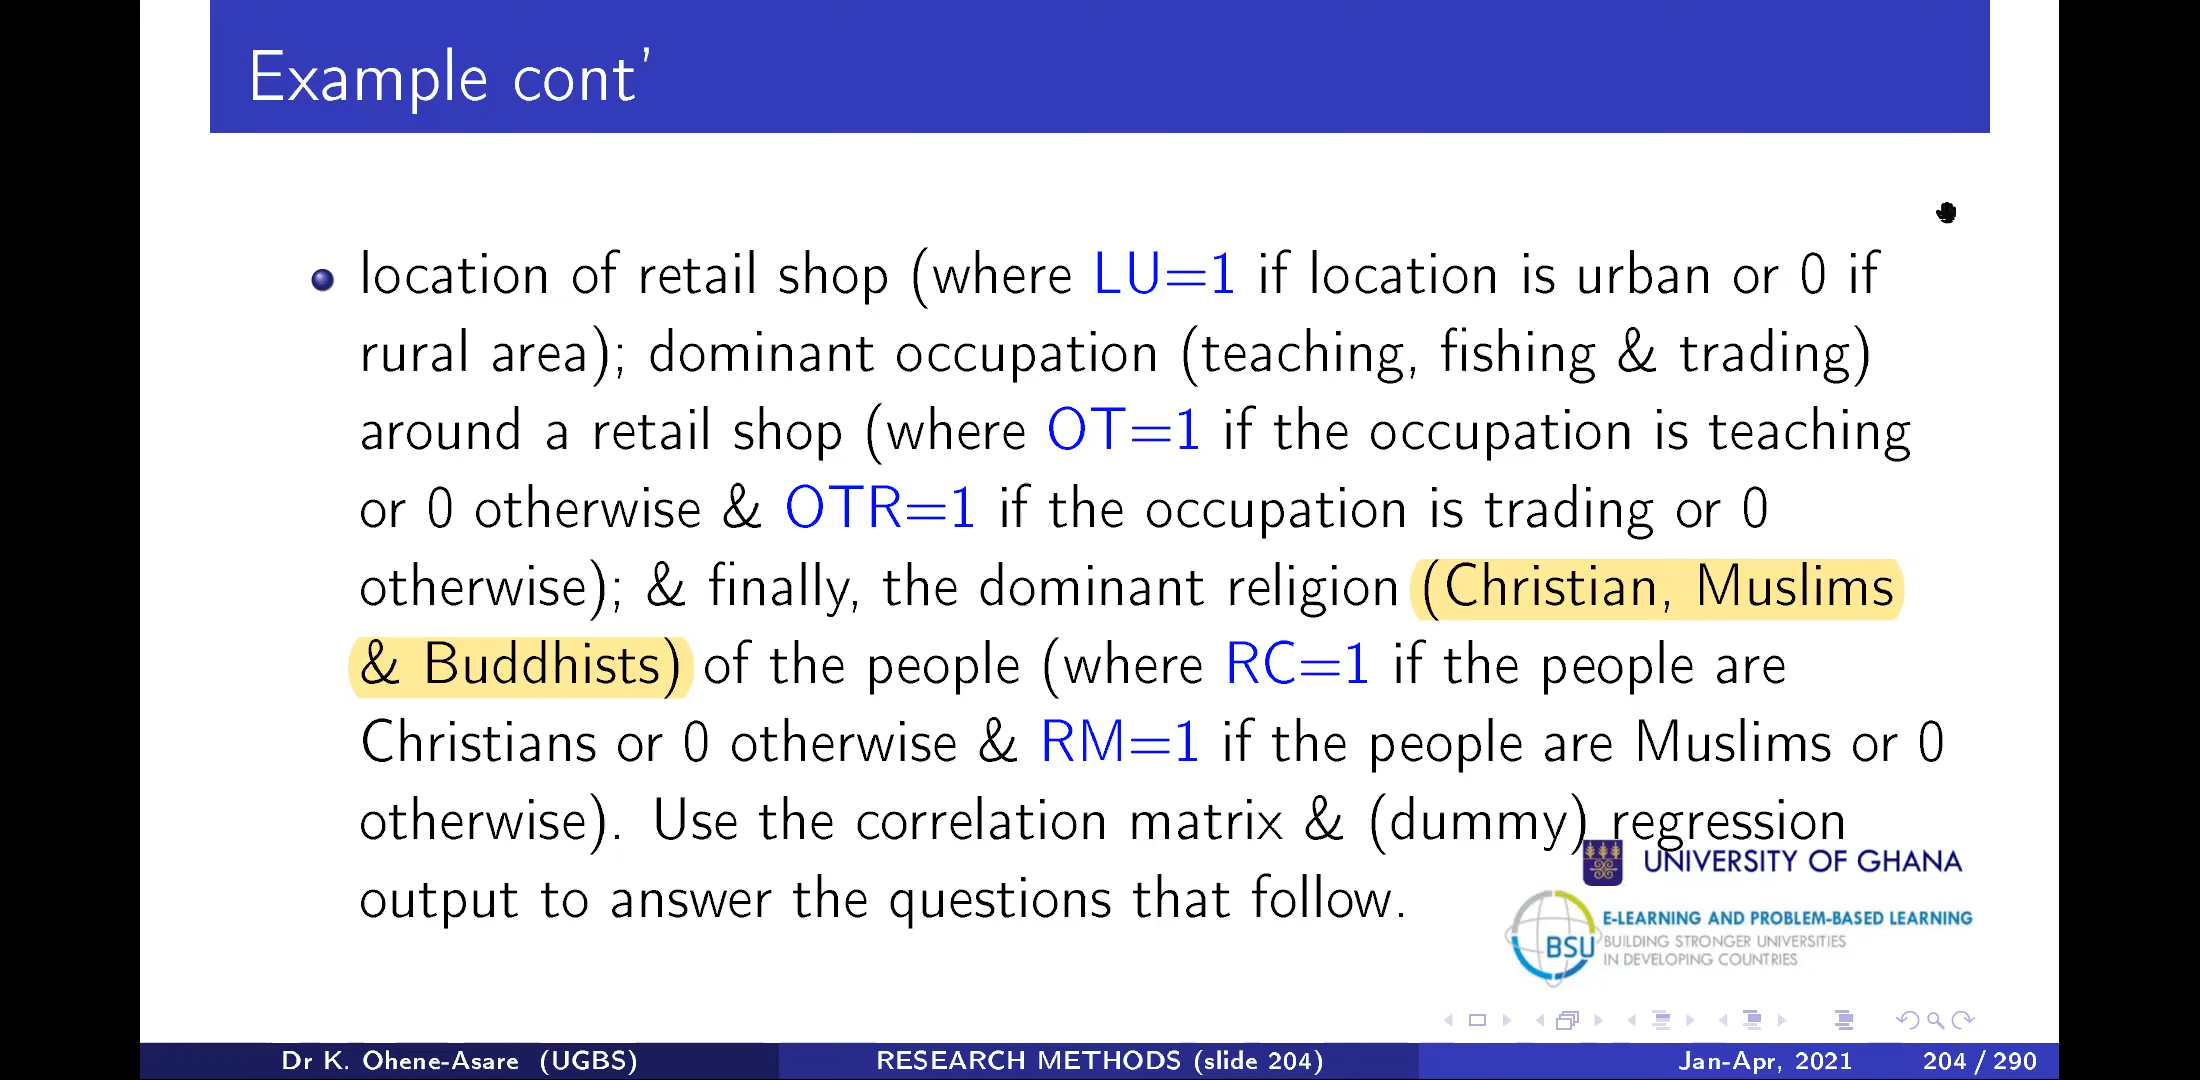 Example cont'
location of retail shop (where LU=1 if location is urban or 0 if
rural area); dominant occupation (teaching, fishing & trading)
around a retail shop (where OT=1 if the occupation is teaching
or 0 otherwise & OTR=1 if the occupation is trading or 0
otherwise); & finally, the dominant religion (Christian, Muslims
& Buddhists) of the people (where RC=1 if the people are
Christians or 0 otherwise & RM=1 if the people are Muslims or 0
otherwise). Use the correlation matrix & (dummy) regression
output to answer the questions that follow.
UNIVERSITY OF GHANA
BSU
E-LEARNING AND PROBLEM-BASED LEARNING
BUILDING STRONGER UNIVERSITIES
IN DEVELOPING COUNTRIES
Dr K. Ohene-Asare (UGBS) RESEARCH METHODS (slide 204) Jan-Apr, 2021 204 / 290